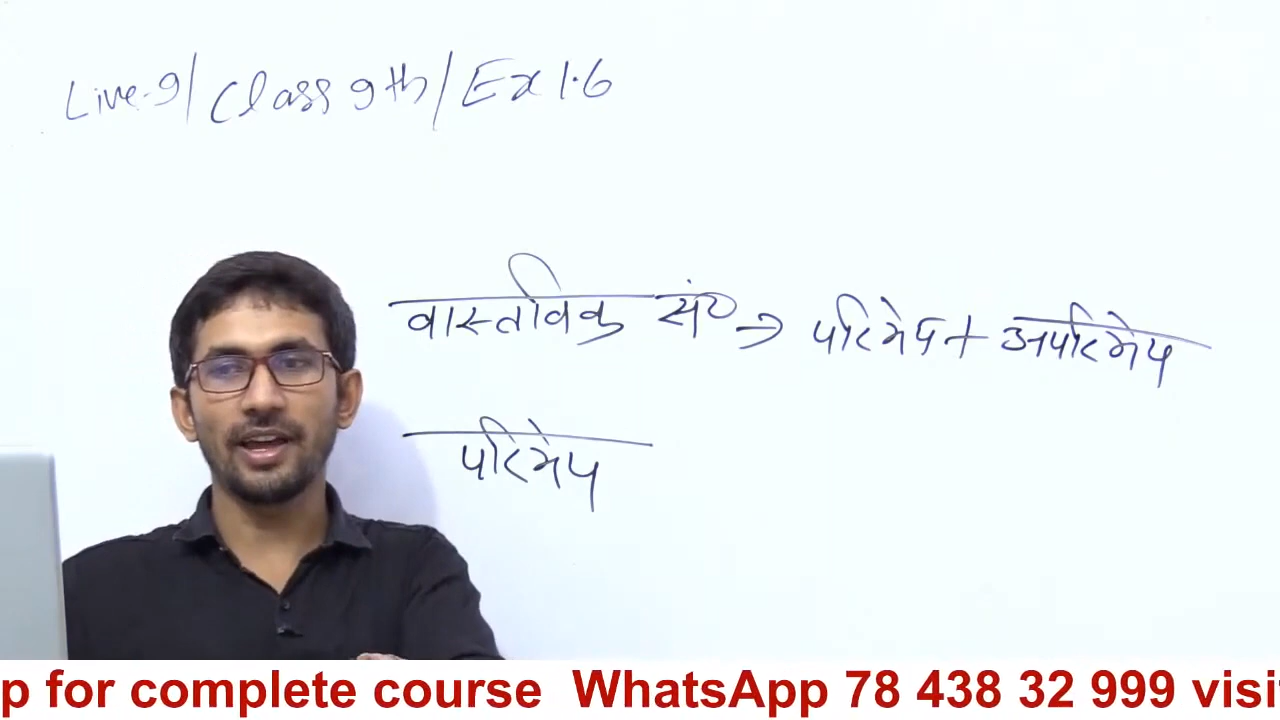 Live-9/Class 9th/Ex 1.6
वास्तविक सं० → परिमेय + अपरिमेय
परिमेय
p for complete course WhatsApp 78 438 32 999 visi